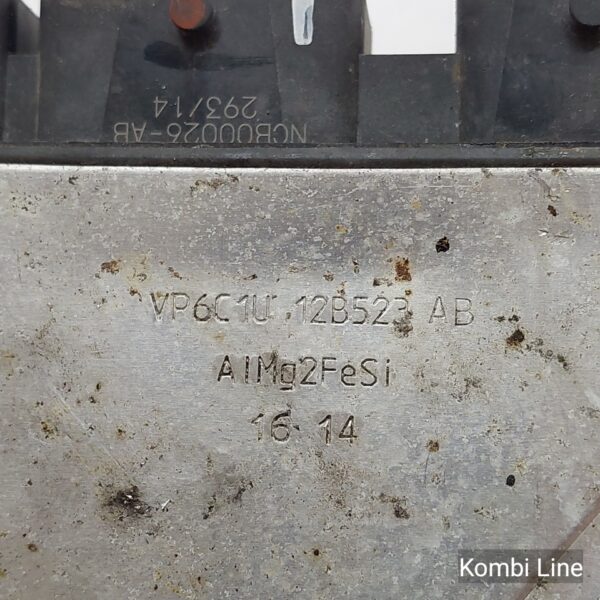 NCB00026-AB
293/14
VP6C1U 12B523 AB
AlMg2FeSi
16 14
Kombi Line